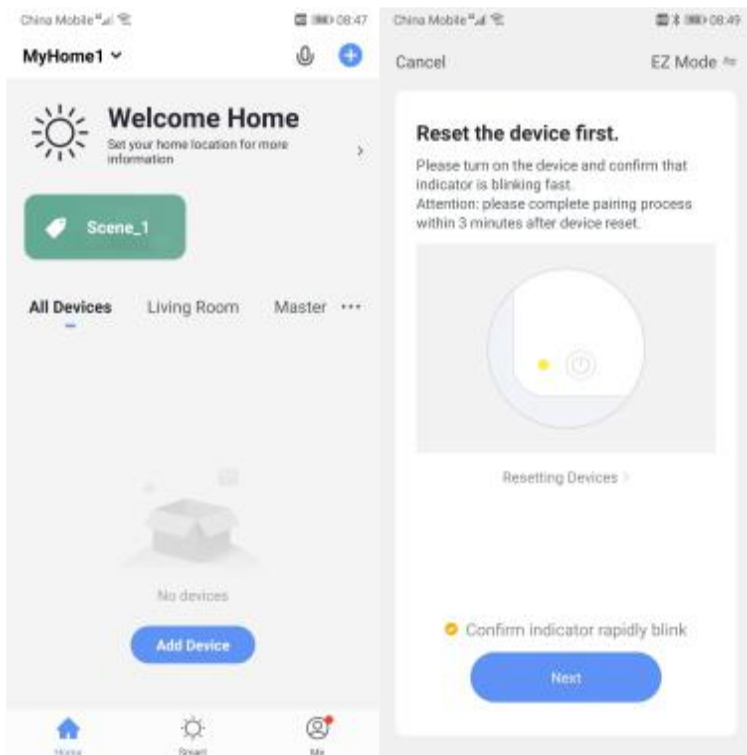 China Mobile
08:47
MyHome1
Welcome Home
Set your home location for more
information
Scene_1
All Devices
Living Room
Master
No devices
Add Device
Home
Smart
Me
China Mobile
08:49
Cancel
EZ Mode
Reset the device first.
Please turn on the device and confirm that
indicator is blinking fast.
Attention: please complete pairing process
within 3 minutes after device reset.
Resetting Devices >
Confirm indicator rapidly blink
Next